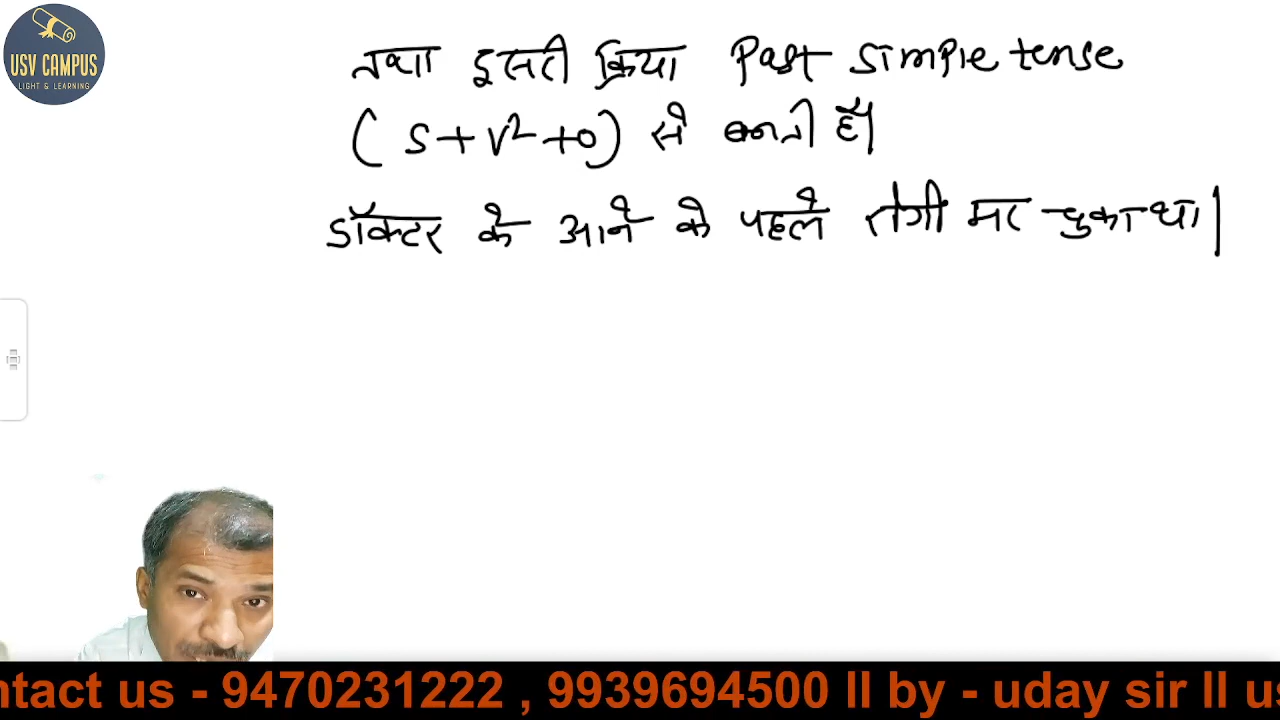 USV CAMPUS
LIGHT & LEARNING
तथा दूसरी क्रिया Past simple tense
( S + V² + O ) से बनती है।
डॉक्टर के आने के पहले रोगी मर चुका था।
ntact us - 9470231222 , 9939694500 ll by - uday sir ll us